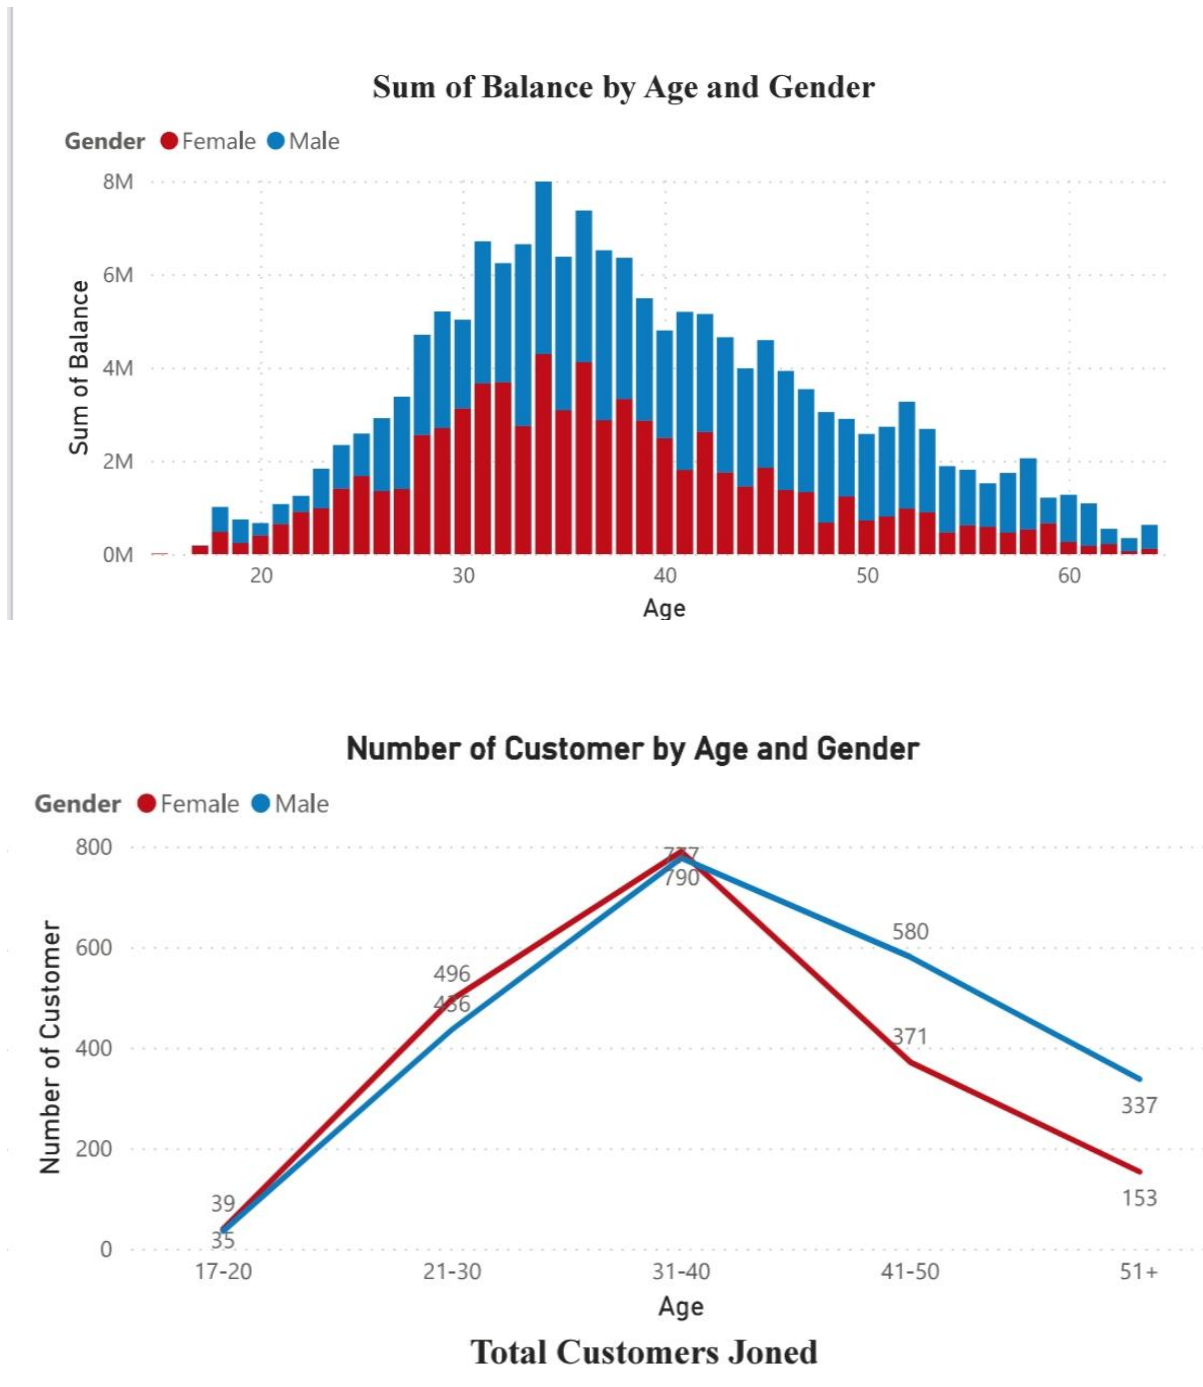 Sum of Balance by Age and Gender
Gender Female Male
8M
6M
4M
2M
0M
Sum of Balance
20 30 40 50 60
Age
Number of Customer by Age and Gender
Gender Female Male
800
600
400
200
0
Number of Customer
777
790
496
436
580
371
337
153
39
35
17-20 21-30 31-40 41-50 51+
Age
Total Customers Joned